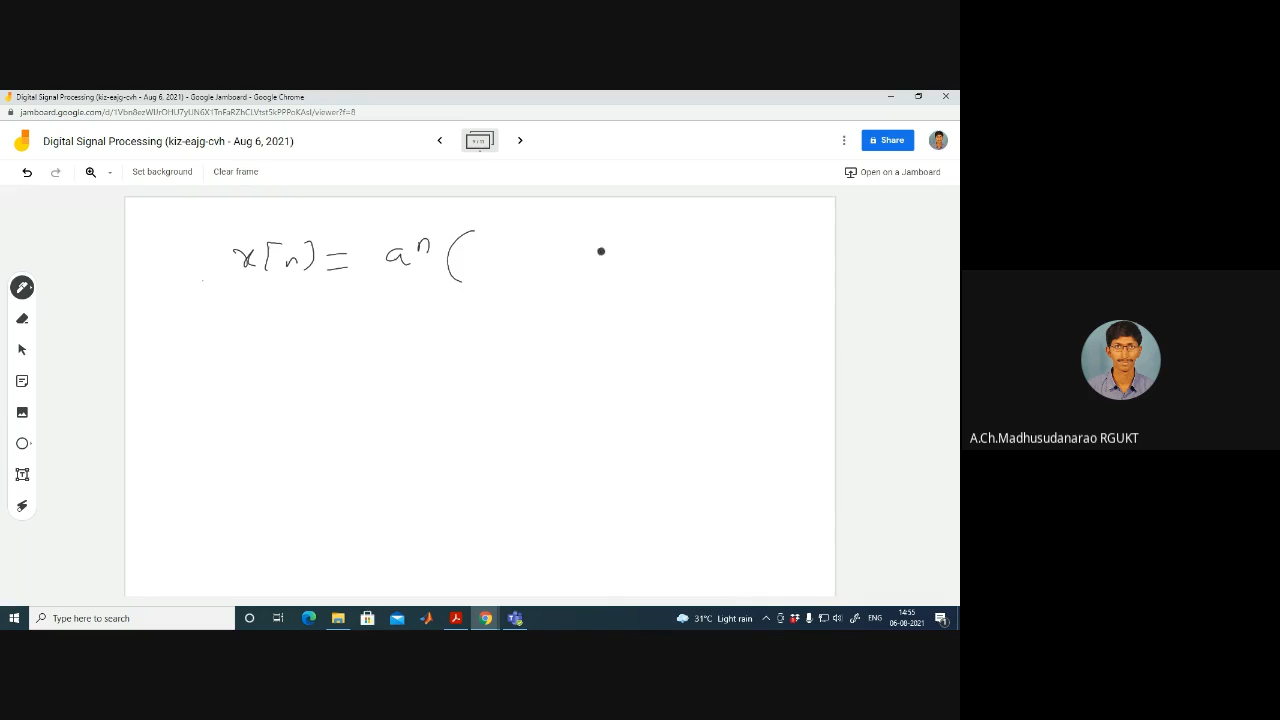 Digital Signal Processing (kiz-eajg-cvh - Aug 6, 2021) - Google Jamboard - Google Chrome
Digital Signal Processing (kiz-eajg-cvh - Aug 6, 2021)
Share
Set background
Clear frame
Open on a Jamboard
x[n] = a^n (
A.Ch.Madhusudanarao RGUKT
Type here to search
31°C Light rain
ENG
14:55
06-08-2021